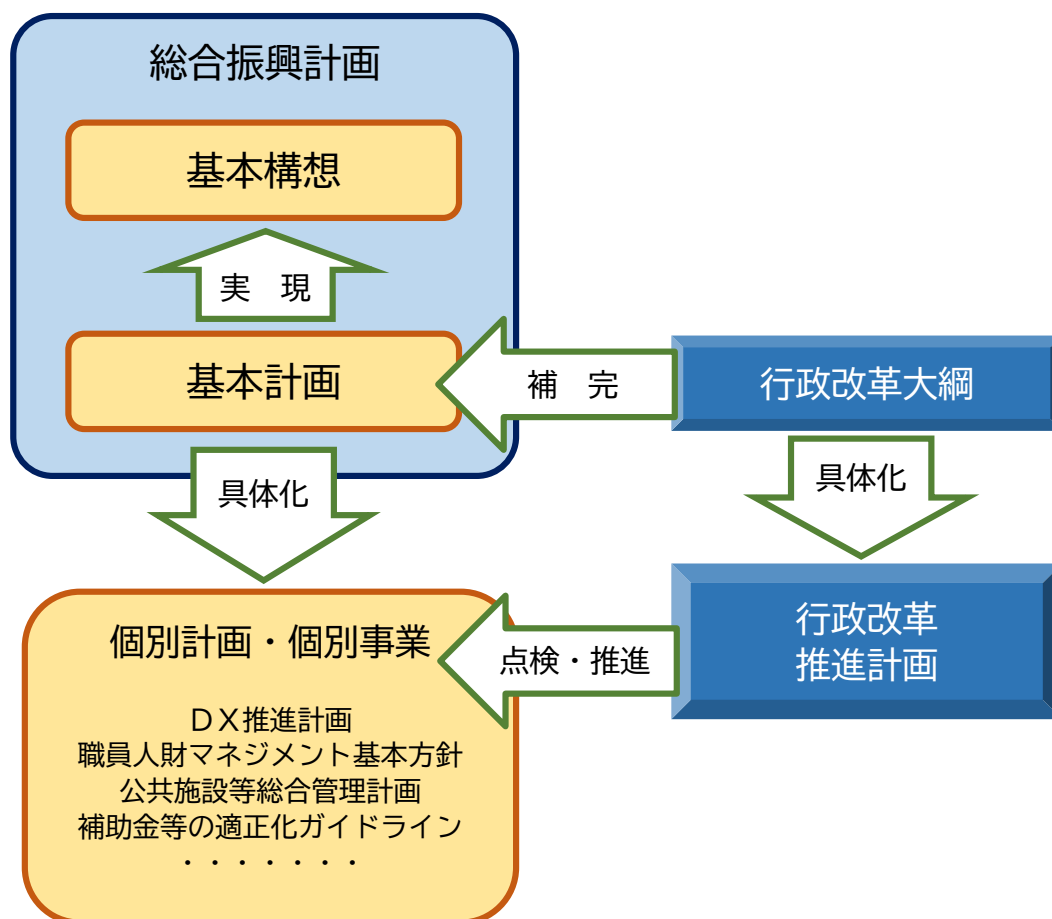 総合振興計画
基本構想
実　現
基本計画
補　完
行政改革大綱
具体化
具体化
個別計画・個別事業
点検・推進
行政改革
推進計画
ＤＸ推進計画
職員人財マネジメント基本方針
公共施設等総合管理計画
補助金等の適正化ガイドライン
・・・・・・・